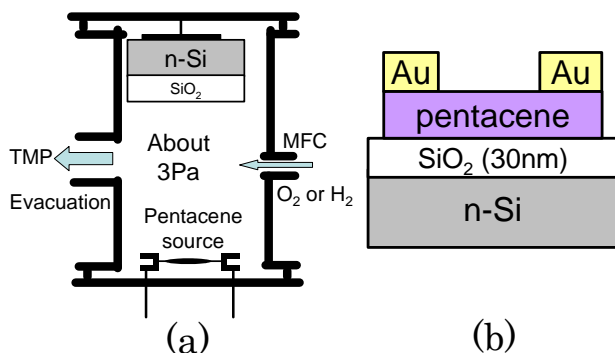 n-Si
SiO₂
TMP
Evacuation
About
3Pa
MFC
O₂ or H₂
Pentacene
source
(a)
Au Au
pentacene
SiO₂ (30nm)
n-Si
(b)